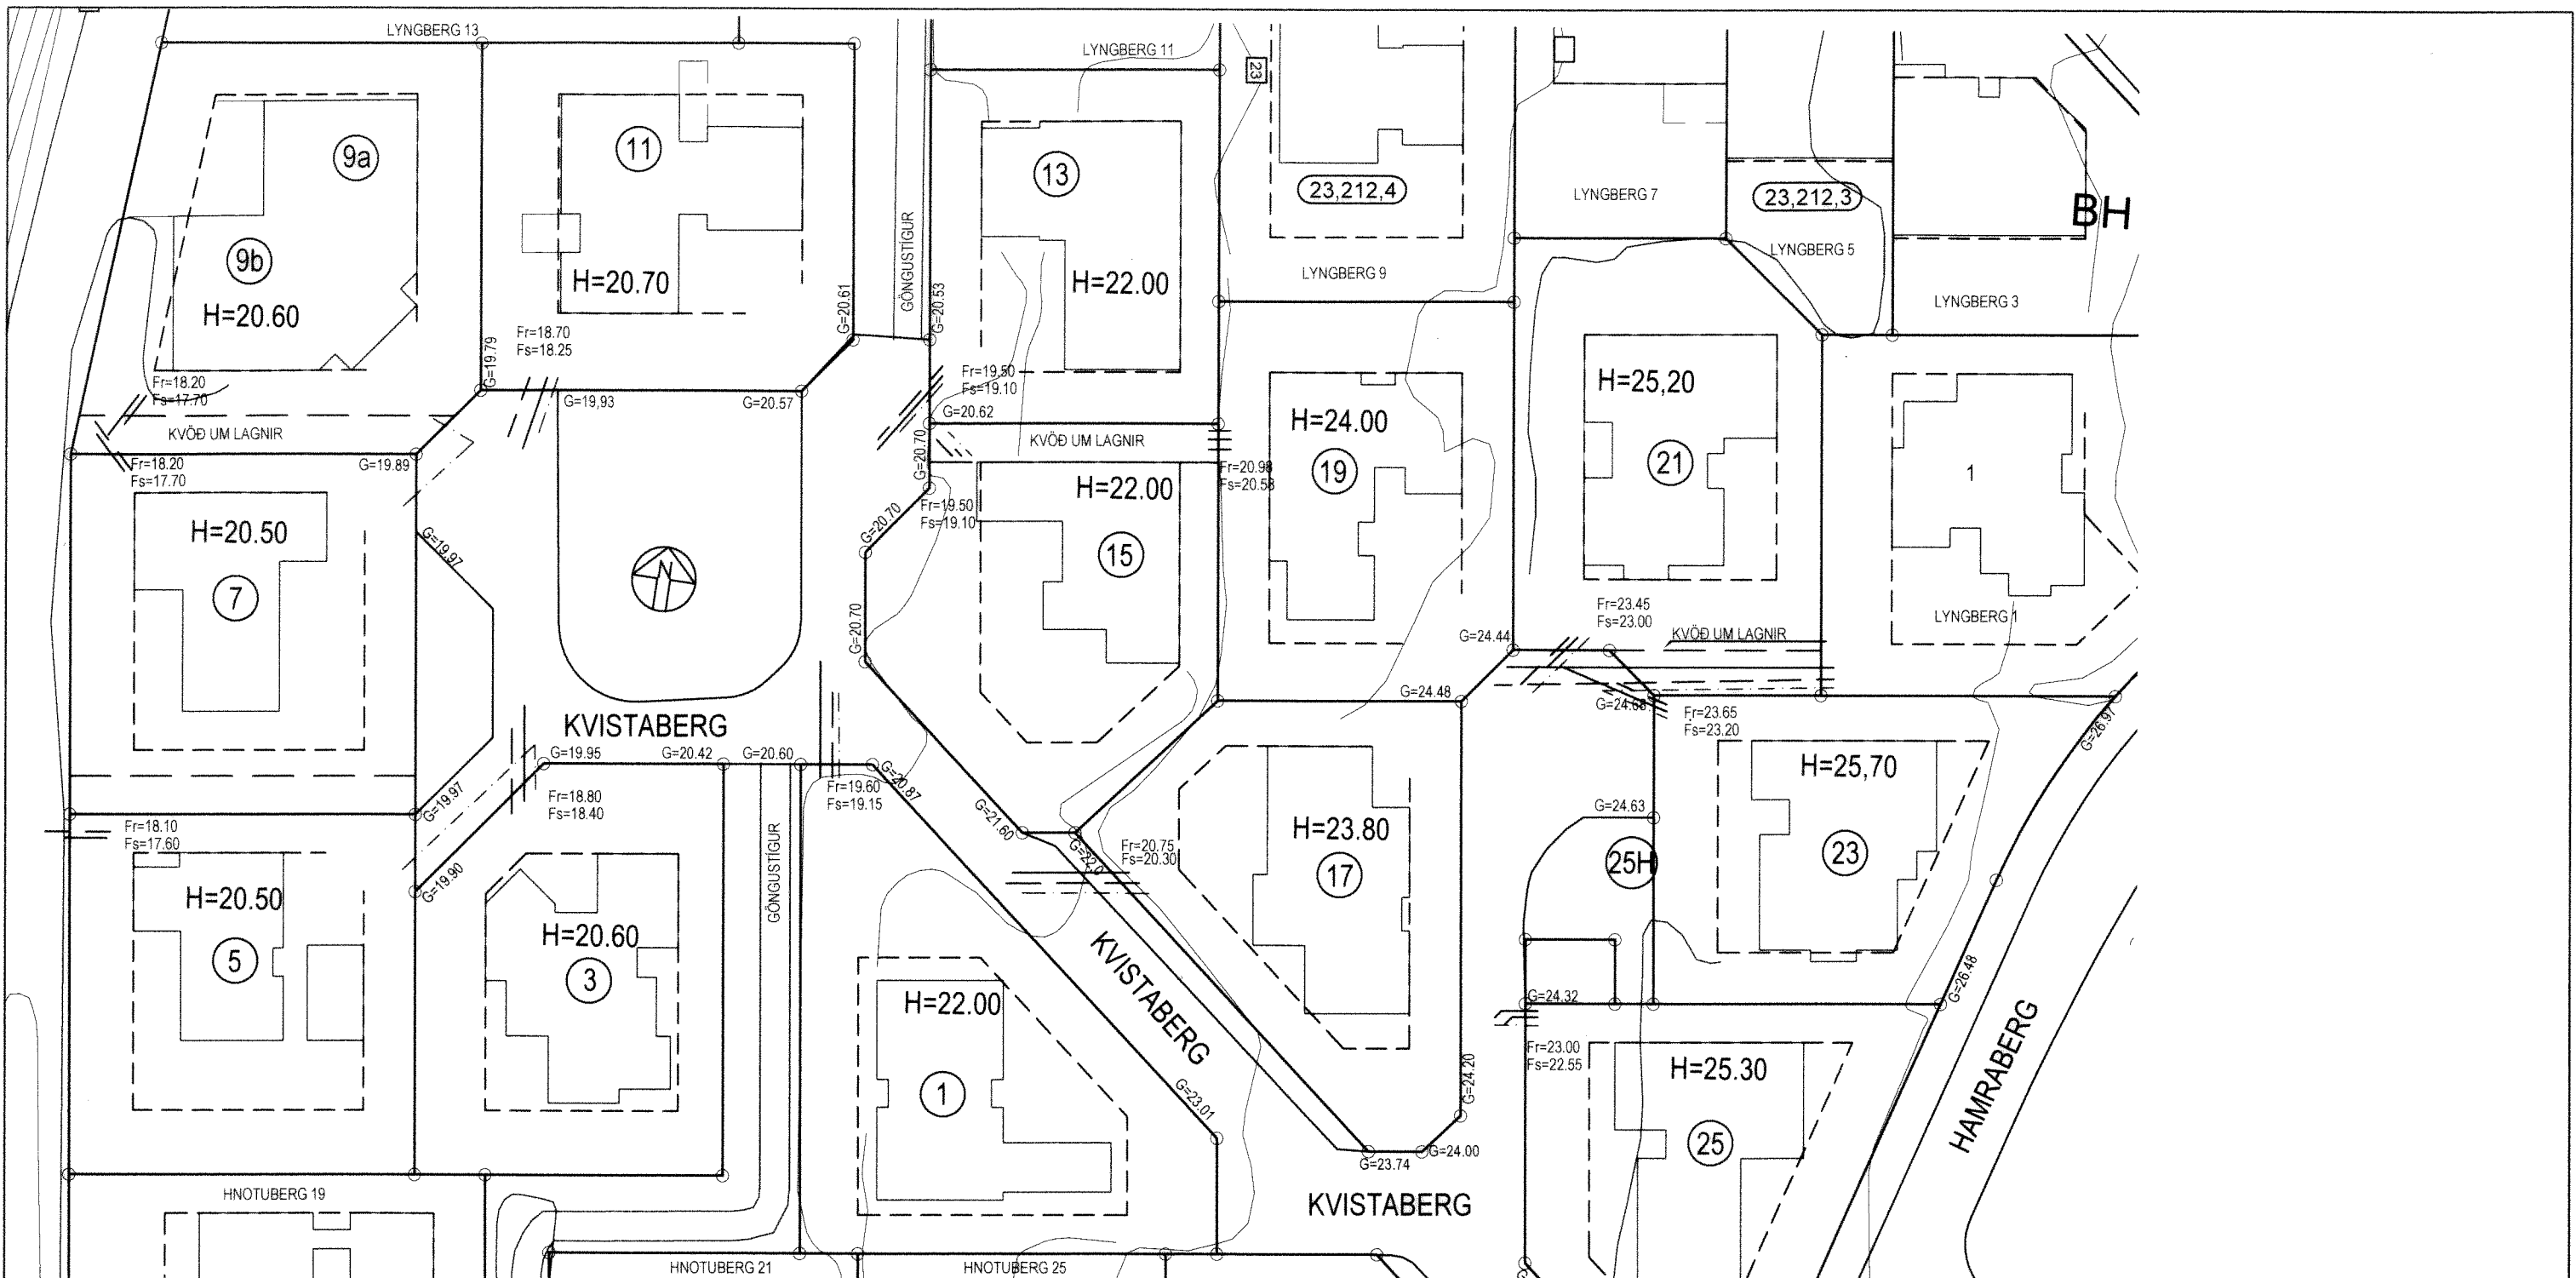 LYNGBERG 13
LYNGBERG 11
23
9a
11
13
23,212,4
LYNGBERG 7
23,212,3
BH
GÖNGUSTÍGUR
9b
H=20.60
H=20.70
H=22.00
LYNGBERG 9
LYNGBERG 5
LYNGBERG 3
G=20.61
G=20.53
G=19.79
Fr=18.70
Fs=18.25
Fr=18.20
Fs=17.70
G=19,93
G=20.57
Fr=19.50
Fs=19.10
G=20.62
KVÖÐ UM LAGNIR
KVÖÐ UM LAGNIR
G=20.70
H=24.00
H=25,20
G=19.89
Fr=18.20
Fs=17.70
Fr=20.98
Fs=20.58
19
21
1
H=22.00
Fr=19.50
Fs=19.10
G=20.70
H=20.50
G=19,97
15
N
7
G=20.70
Fr=23.45
Fs=23.00
LYNGBERG 1
G=24.44
KVÖÐ UM LAGNIR
G=24.48
G=24.68
Fr=23.65
Fs=23.20
G=26.97
KVISTABERG
G=19.95
G=20.42
G=20.60
G=20.87
Fr=19.60
Fs=19.15
H=25,70
G=19.97
Fr=18.80
Fs=18.40
G=21.60
G=22.0
Fr=20.75
Fs=20.30
H=23.80
G=24.63
Fr=18.10
Fs=17.60
17
25H
23
G=19.90
GÖNGUSTÍGUR
H=20.50
5
H=20.60
3
H=22.00
KVISTABERG
G=24.32
G=26.48
HAMRABERG
Fr=23.00
Fs=22.55
H=25.30
1
G=23.01
G=24.20
25
G=23.74
G=24.00
HNOTUBERG 19
KVISTABERG
HNOTUBERG 21
HNOTUBERG 25